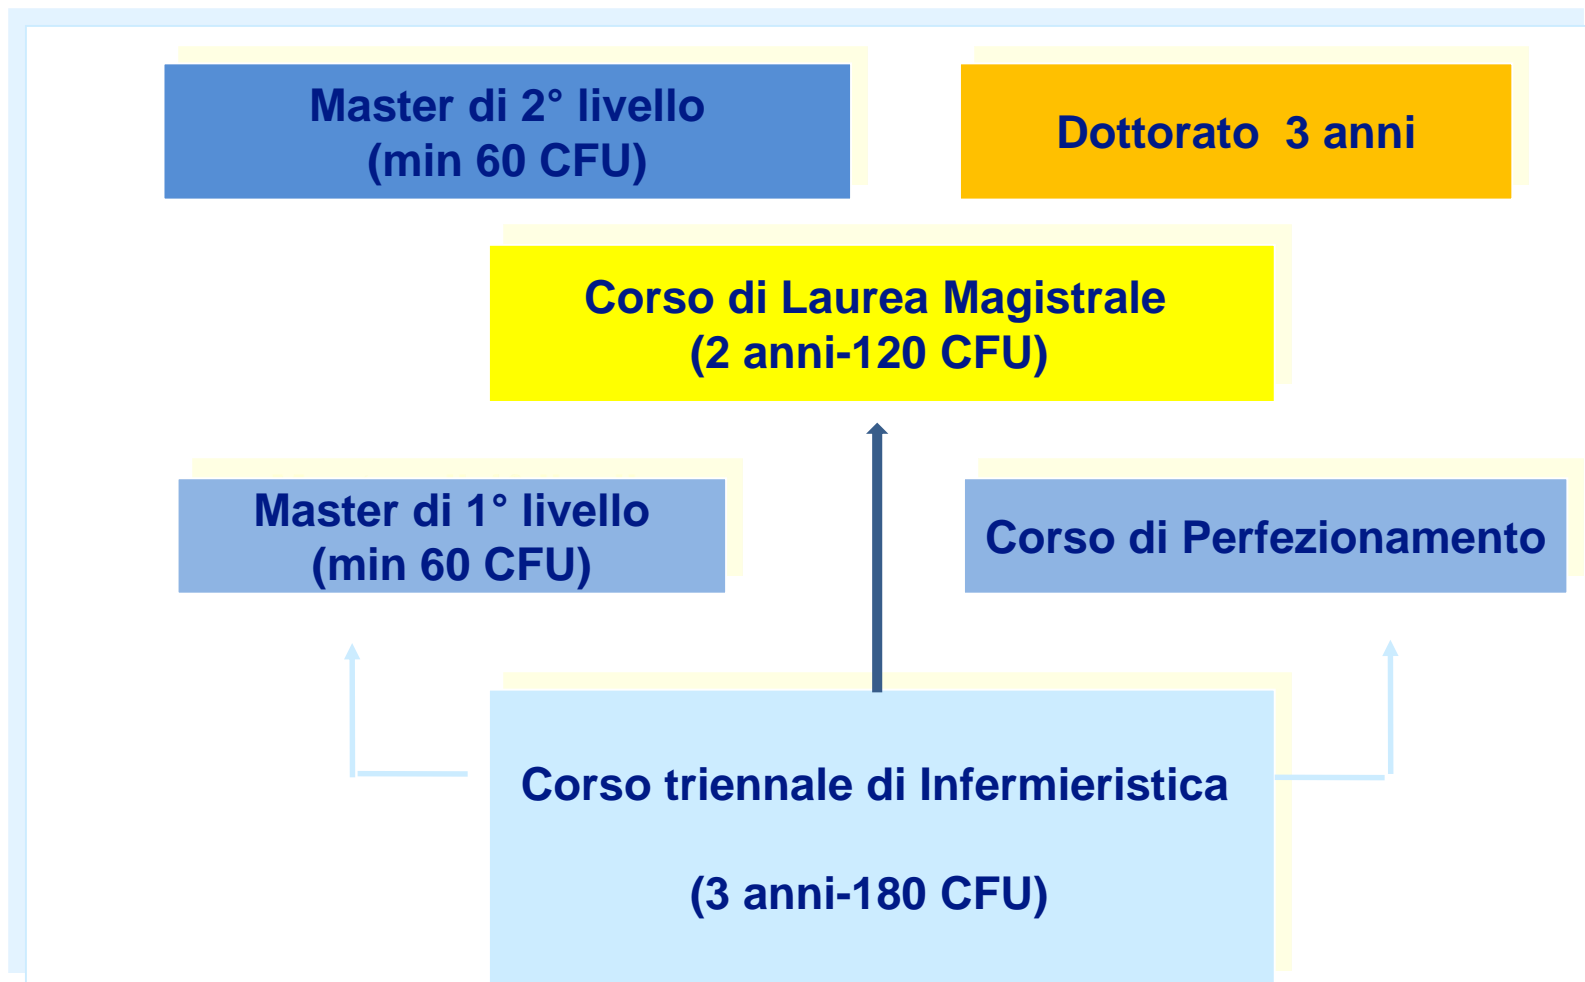 Master di 2° livello
(min 60 CFU)
Dottorato 3 anni
Corso di Laurea Magistrale
(2 anni-120 CFU)
Master di 1° livello
(min 60 CFU)
Corso di Perfezionamento
Corso triennale di Infermieristica
(3 anni-180 CFU)